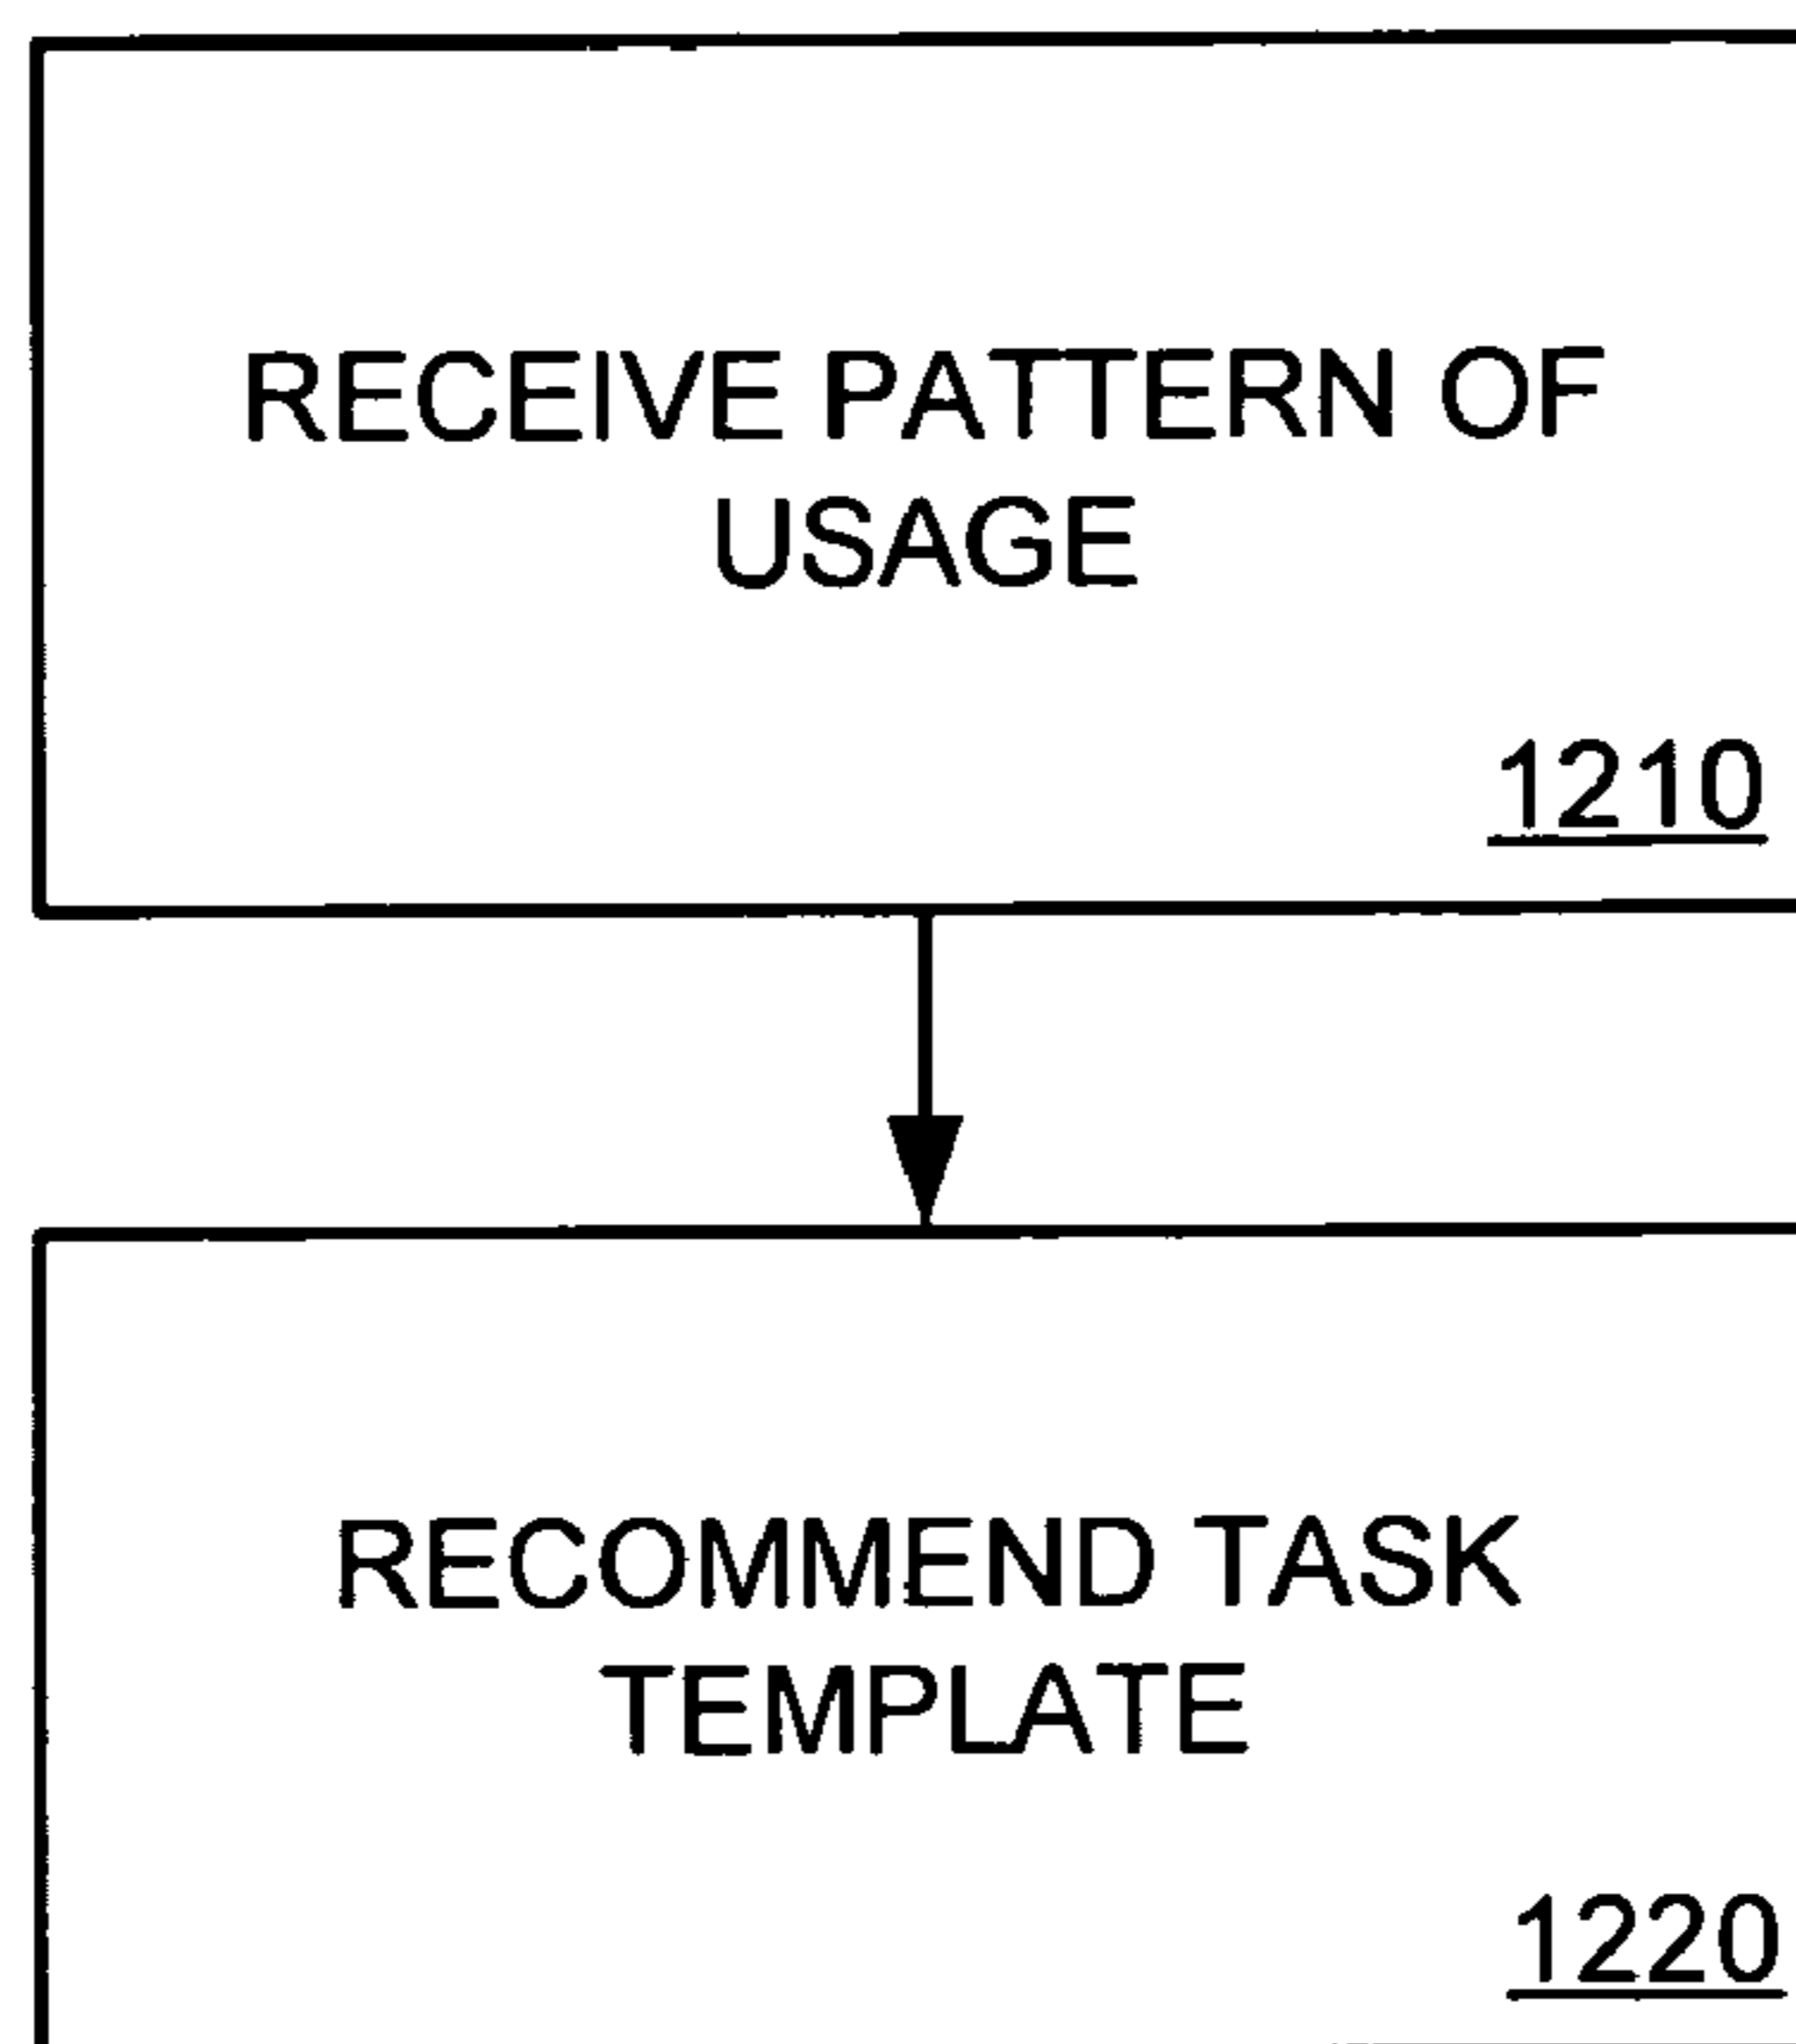 RECEIVE PATTERN OF
USAGE
1210
RECOMMEND TASK
TEMPLATE
1220